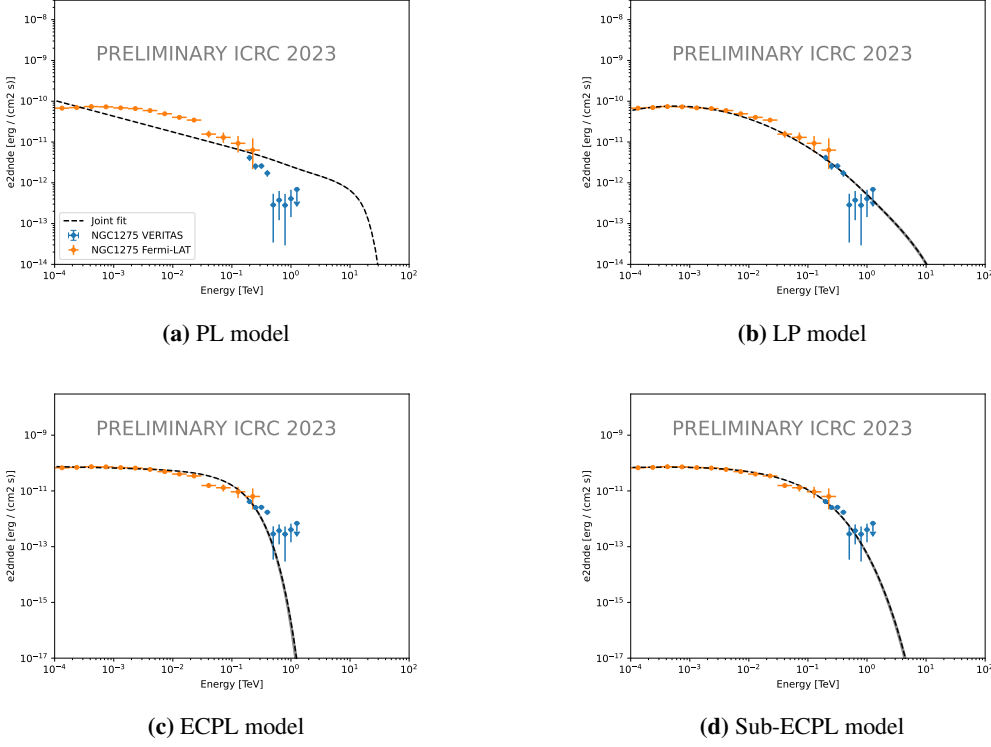 10⁻⁸
10⁻⁹
10⁻¹⁰
10⁻¹¹
10⁻¹²
10⁻¹³
10⁻¹⁴
e2dnde [erg / (cm2 s)]
PRELIMINARY ICRC 2023
Joint fit
NGC1275 VERITAS
NGC1275 Fermi-LAT
10⁻⁴ 10⁻³ 10⁻² 10⁻¹ 10⁰ 10¹ 10²
Energy [TeV]
(a) PL model
10⁻⁸
10⁻⁹
10⁻¹⁰
10⁻¹¹
10⁻¹²
10⁻¹³
10⁻¹⁴
e2dnde [erg / (cm2 s)]
PRELIMINARY ICRC 2023
10⁻⁴ 10⁻³ 10⁻² 10⁻¹ 10⁰ 10¹ 10²
Energy [TeV]
(b) LP model
10⁻⁹
10⁻¹¹
10⁻¹³
10⁻¹⁵
10⁻¹⁷
e2dnde [erg / (cm2 s)]
PRELIMINARY ICRC 2023
10⁻⁴ 10⁻³ 10⁻² 10⁻¹ 10⁰ 10¹ 10²
Energy [TeV]
(c) ECPL model
10⁻⁹
10⁻¹¹
10⁻¹³
10⁻¹⁵
10⁻¹⁷
e2dnde [erg / (cm2 s)]
PRELIMINARY ICRC 2023
10⁻⁴ 10⁻³ 10⁻² 10⁻¹ 10⁰ 10¹ 10²
Energy [TeV]
(d) Sub-ECPL model